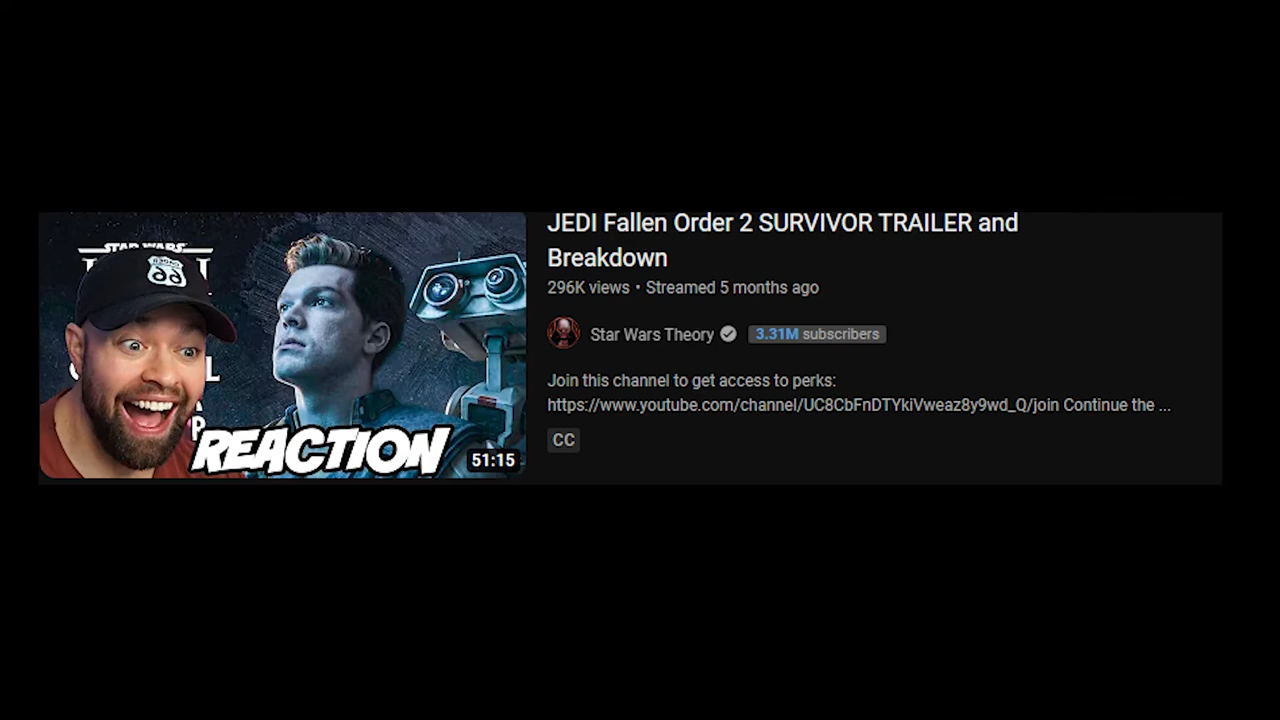 STAR WARS
REACTION
51:15
JEDI Fallen Order 2 SURVIVOR TRAILER and
Breakdown
296K views • Streamed 5 months ago
Star Wars Theory
3.31M subscribers
Join this channel to get access to perks:
https://www.youtube.com/channel/UC8CbFnDTYkiVweaz8y9wd_Q/join Continue the ...
CC